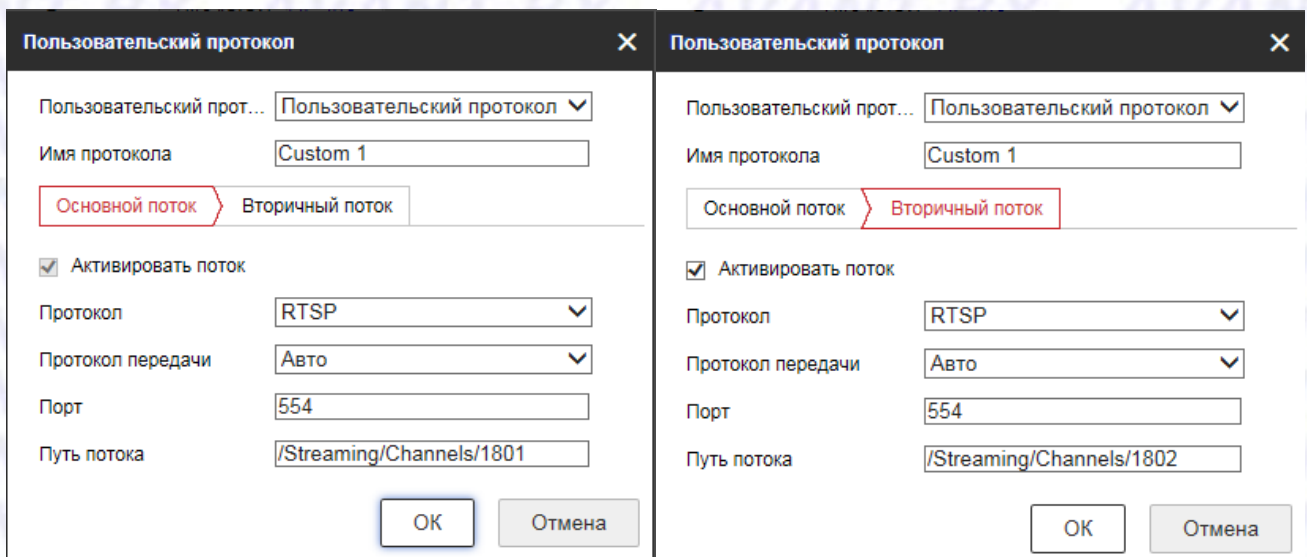 Пользовательский протокол
Пользовательский прот... Пользовательский протокол
Имя протокола Custom 1
Основной поток Вторичный поток
Активировать поток
Протокол RTSP
Протокол передачи Авто
Порт 554
Путь потока /Streaming/Channels/1801
ОК Отмена
Пользовательский протокол
Пользовательский прот... Пользовательский протокол
Имя протокола Custom 1
Основной поток Вторичный поток
Активировать поток
Протокол RTSP
Протокол передачи Авто
Порт 554
Путь потока /Streaming/Channels/1802
ОК Отмена